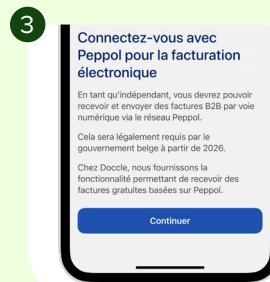 3
Connectez-vous avec
Peppol pour la facturation
électronique
En tant qu'indépendant, vous devrez pouvoir
recevoir et envoyer des factures B2B par voie
numérique via le réseau Peppol.
Cela sera légalement requis par le
gouvernement belge à partir de 2026.
Chez Doccle, nous fournissons la
fonctionnalité permettant de recevoir des
factures gratuites basées sur Peppol.
Continuer